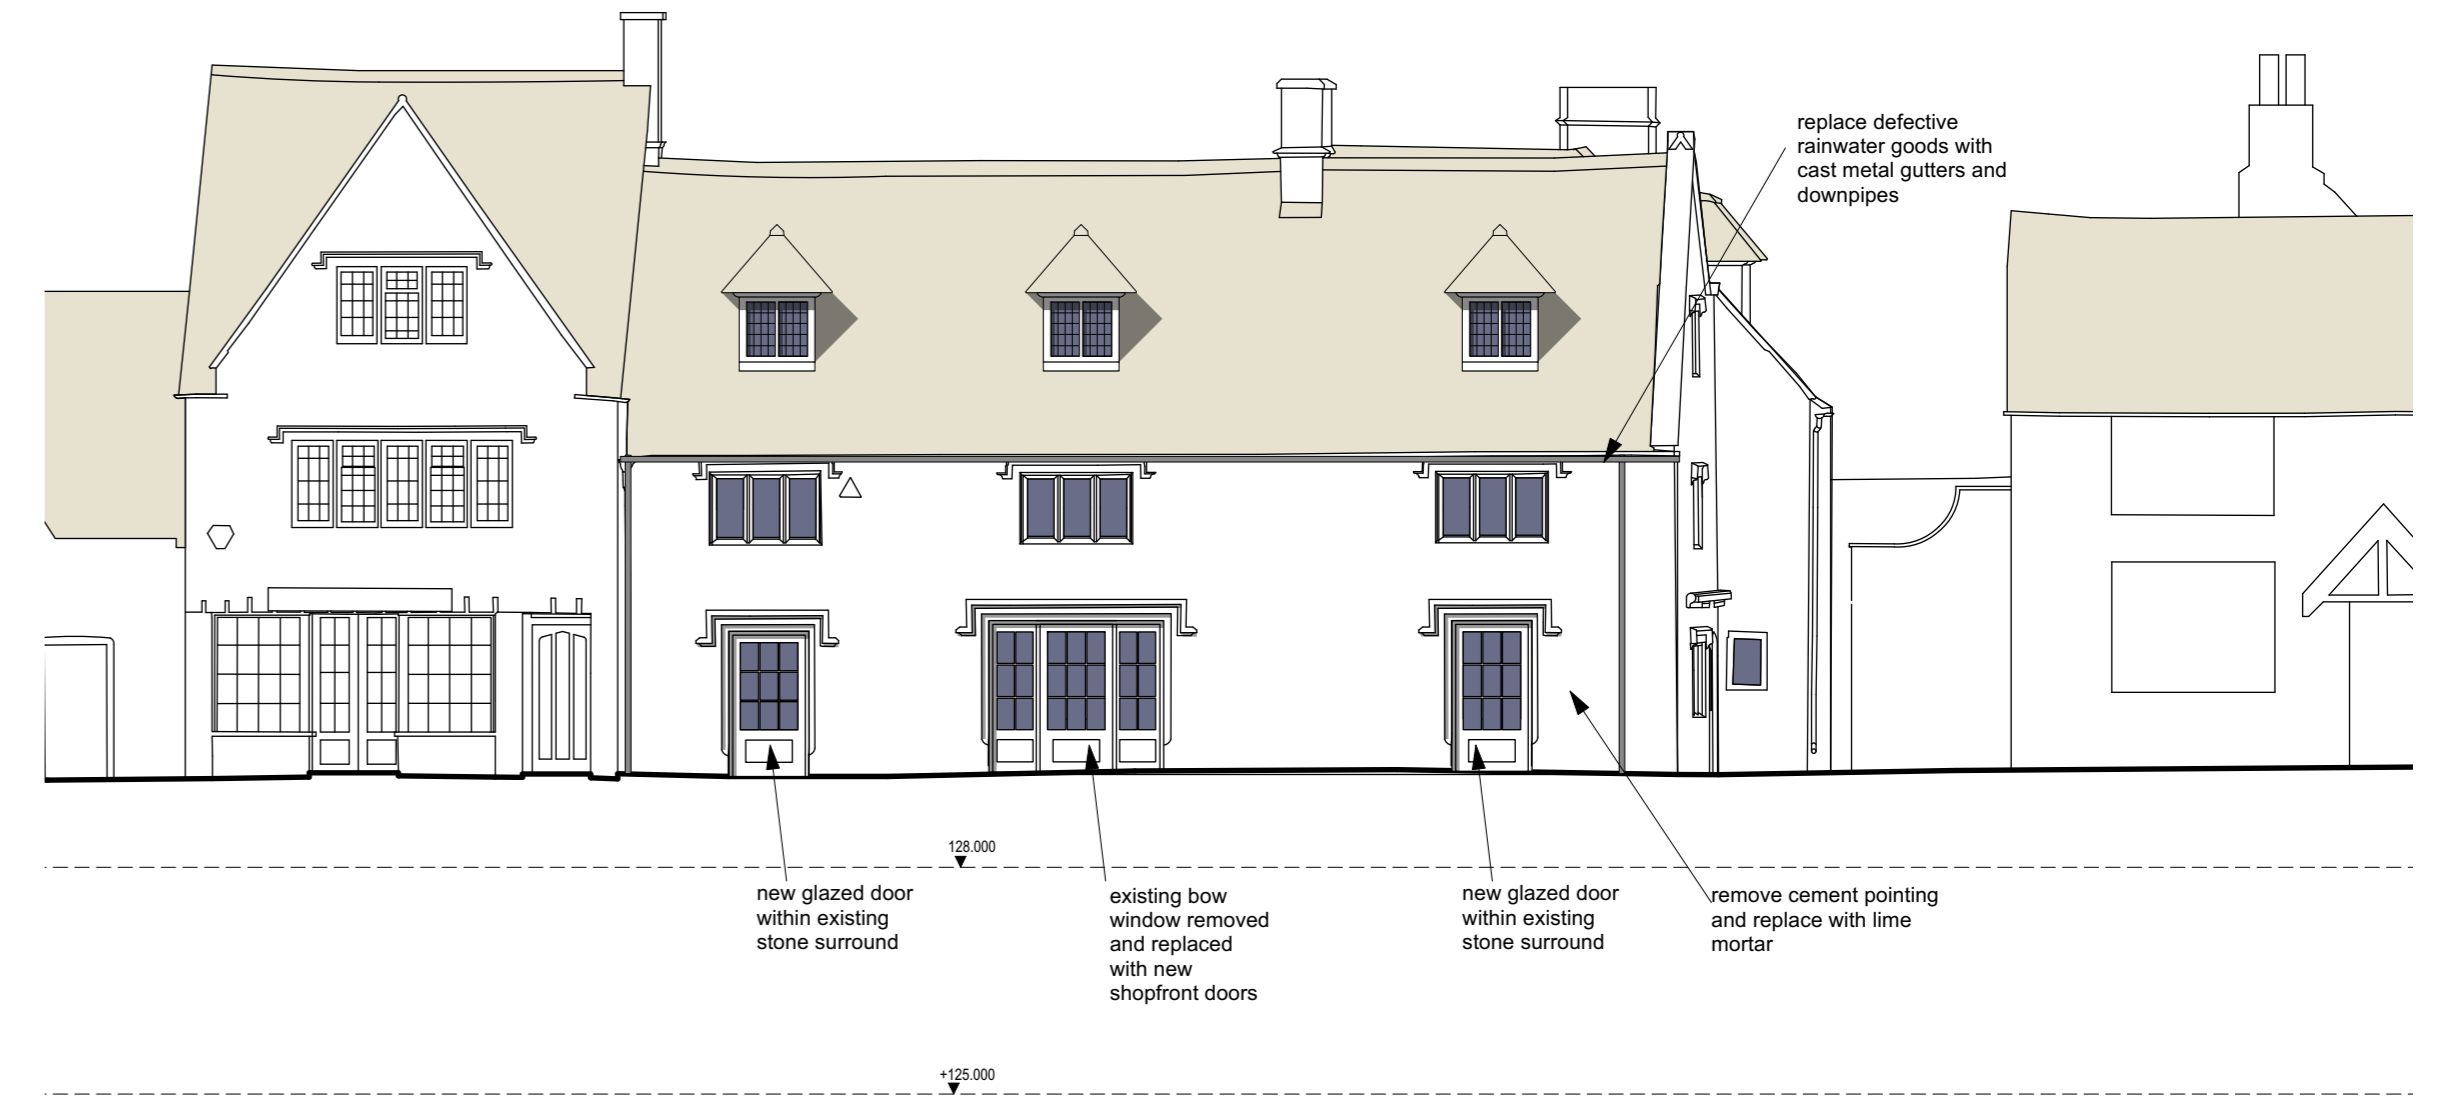 replace defective
rainwater goods with
cast metal gutters and
downpipes
128.000
new glazed door
within existing
stone surround
existing bow
window removed
and replaced
with new
shopfront doors
new glazed door
within existing
stone surround
remove cement pointing
and replace with lime
mortar
+125.000